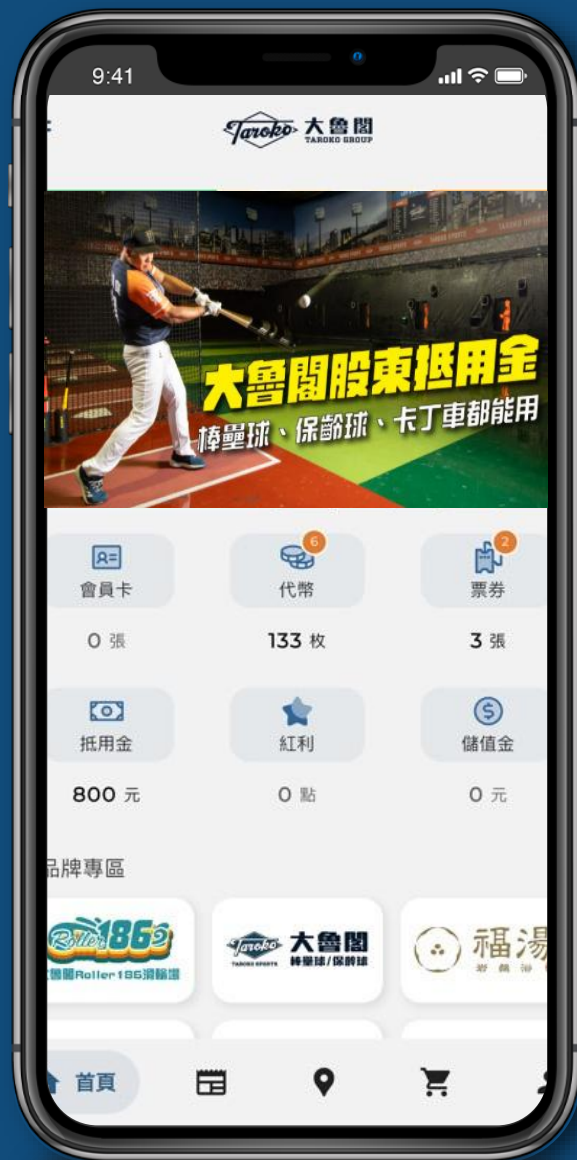 9:41
Taroko 大魯閣
TAROKO GROUP
大魯閣股東抵用金
棒壘球、保齡球、卡丁車都能用
6
2
會員卡
代幣
票券
0 張
133 枚
3 張
抵用金
紅利
儲值金
800 元
0 點
0 元
品牌專區
Roller186
大魯閣Roller186滑輪場
Taroko 大魯閣
TAROKO SPORTS 棒壘球/保齡球
福湯
首頁